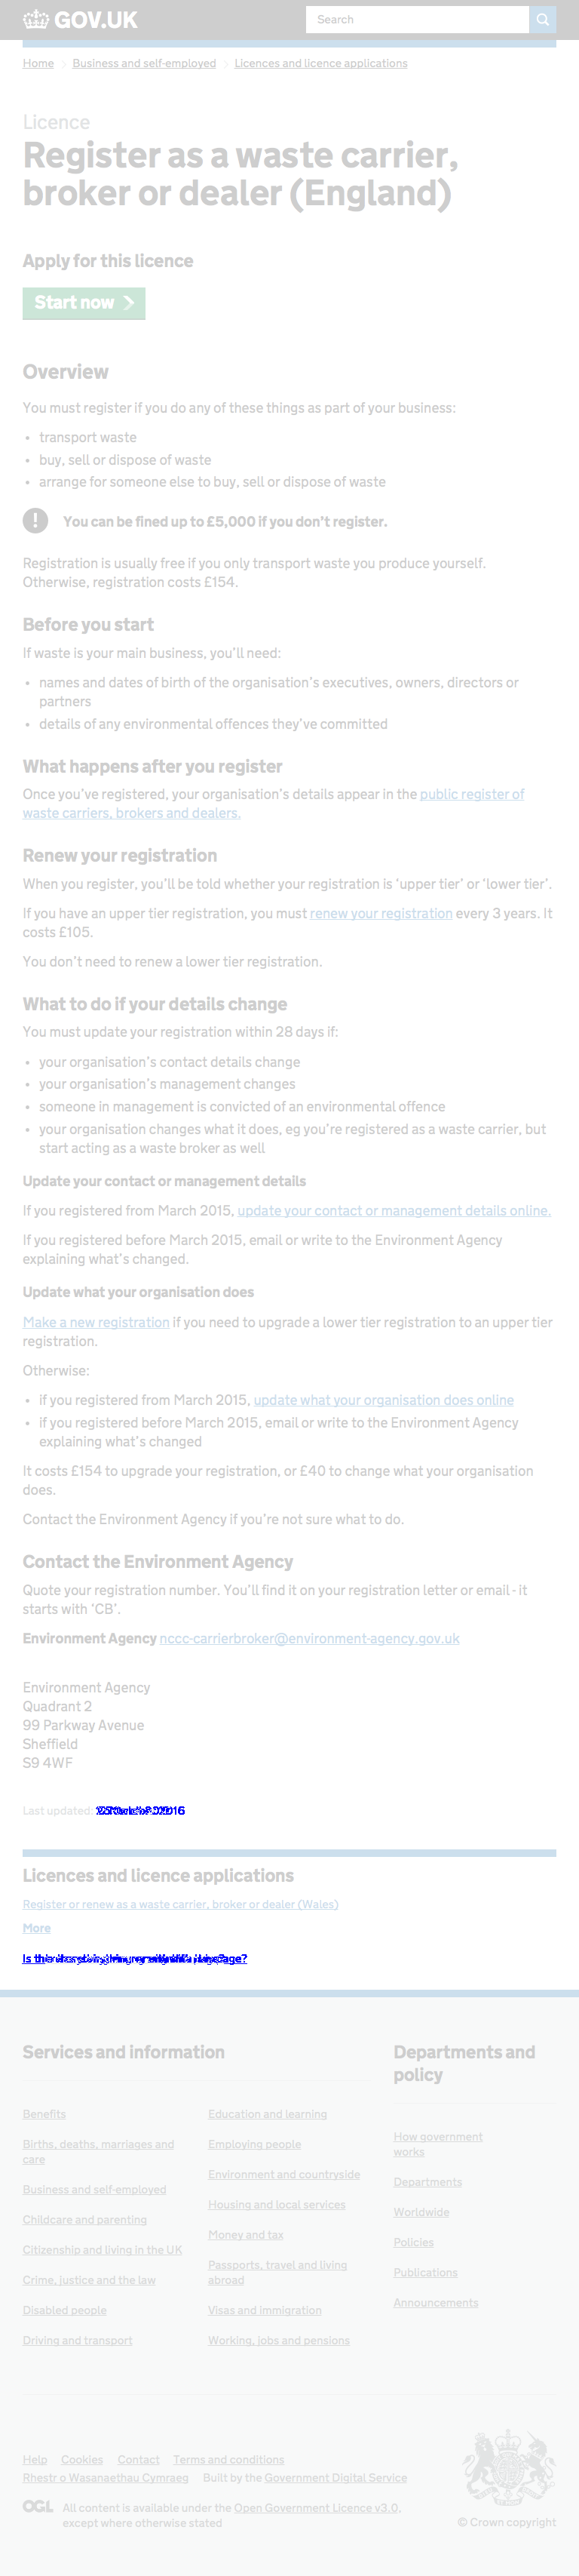 GOV.UK
Search
Home
Business and self-employed
Licences and licence applications
Licence
Register as a waste carrier,
broker or dealer (England)
Apply for this licence
Start now
Overview
You must register if you do any of these things as part of your business:
• transport waste
• buy, sell or dispose of waste
• arrange for someone else to buy, sell or dispose of waste
! You can be fined up to £5,000 if you don't register.
Registration is usually free if you only transport waste you produce yourself.
Otherwise, registration costs £154.
Before you start
If waste is your main business, you'll need:
• names and dates of birth of the organisation's executives, owners, directors or
partners
• details of any environmental offences they've committed
What happens after you register
Once you've registered, your organisation's details appear in the public register of
waste carriers, brokers and dealers.
Renew your registration
When you register, you'll be told whether your registration is 'upper tier' or 'lower tier'.
If you have an upper tier registration, you must renew your registration every 3 years. It
costs £105.
You don't need to renew a lower tier registration.
What to do if your details change
You must update your registration within 28 days if:
• your organisation's contact details change
• your organisation's management changes
• someone in management is convicted of an environmental offence
• your organisation changes what it does, eg you're registered as a waste carrier, but
start acting as a waste broker as well
Update your contact or management details
If you registered from March 2015, update your contact or management details online.
If you registered before March 2015, email or write to the Environment Agency
explaining what's changed.
Update what your organisation does
Make a new registration if you need to upgrade a lower tier registration to an upper tier
registration.
Otherwise:
• if you registered from March 2015, update what your organisation does online
• if you registered before March 2015, email or write to the Environment Agency
explaining what's changed
It costs £154 to upgrade your registration, or £40 to change what your organisation
does.
Contact the Environment Agency if you're not sure what to do.
Contact the Environment Agency
Quote your registration number. You'll find it on your registration letter or email - it
starts with 'CB'.
Environment Agency nccc-carrierbroker@environment-agency.gov.uk
Environment Agency
Quadrant 2
99 Parkway Avenue
Sheffield
S9 4WF
Last updated:
Licences and licence applications
Register or renew as a waste carrier, broker or dealer (Wales)
More
Services and information
Benefits
Births, deaths, marriages and
care
Business and self-employed
Childcare and parenting
Citizenship and living in the UK
Crime, justice and the law
Disabled people
Driving and transport
Education and learning
Employing people
Environment and countryside
Housing and local services
Money and tax
Passports, travel and living
abroad
Visas and immigration
Working, jobs and pensions
Departments and
policy
How government
works
Departments
Worldwide
Policies
Publications
Announcements
Help Cookies Contact Terms and conditions
Rhestr o Wasanaethau Cymraeg Built by the Government Digital Service
OGL All content is available under the Open Government Licence v3.0,
except where otherwise stated
© Crown copyright